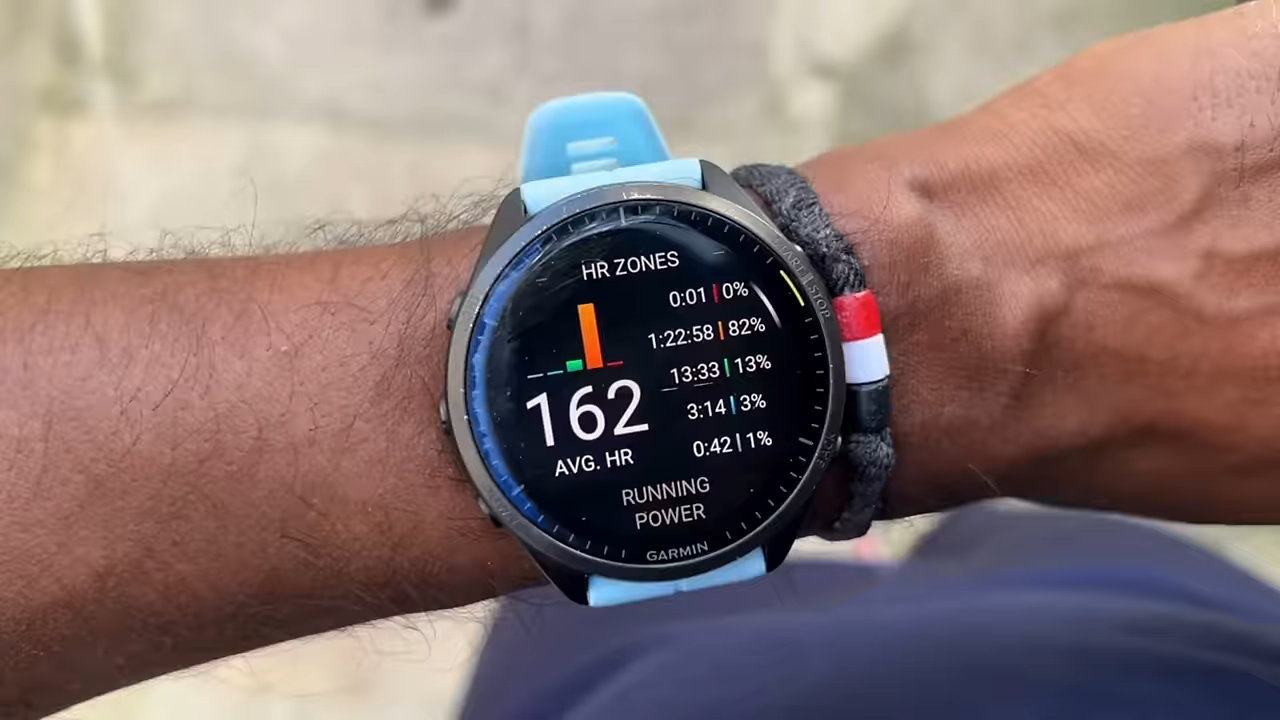 HR ZONES
0:01 | 0%
1:22:58 | 82%
13:33 | 13%
3:14 | 3%
0:42 | 1%
162
AVG. HR
RUNNING
POWER
GARMIN
START STOP